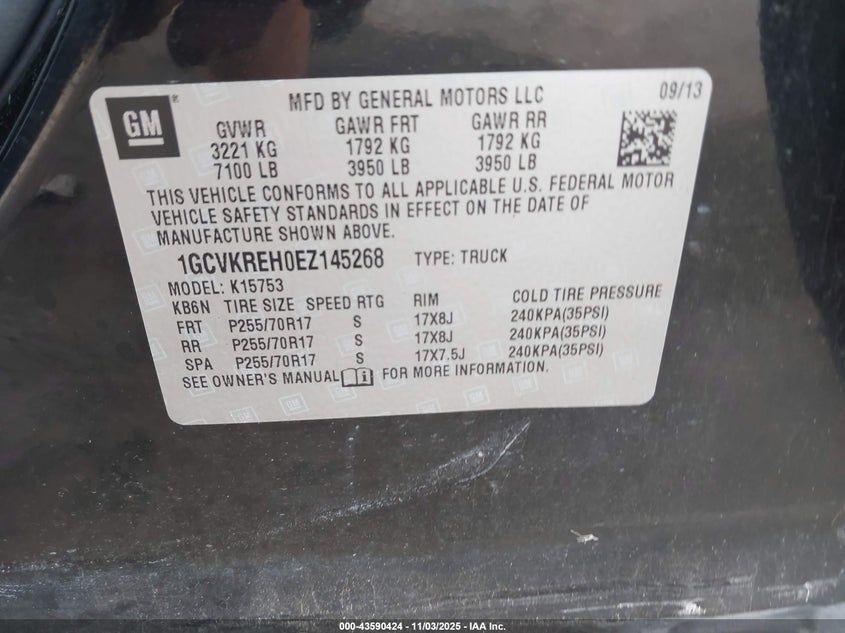 GM
®
MFD BY GENERAL MOTORS LLC
09/13
GVWR GAWR FRT GAWR RR
3221 KG 1792 KG 1792 KG
7100 LB 3950 LB 3950 LB
THIS VEHICLE CONFORMS TO ALL APPLICABLE U.S. FEDERAL MOTOR
VEHICLE SAFETY STANDARDS IN EFFECT ON THE DATE OF
MANUFACTURE SHOWN ABOVE.
1GCVKREH0EZ145268 TYPE: TRUCK
MODEL: K15753
KB6N TIRE SIZE SPEED RTG RIM COLD TIRE PRESSURE
FRT P255/70R17 S 17X8J 240KPA(35PSI)
RR P255/70R17 S 17X8J 240KPA(35PSI)
SPA P255/70R17 S 17X7.5J 240KPA(35PSI)
SEE OWNER'S MANUAL FOR MORE INFORMATION.
000-43590424 - 11/03/2025 - IAA Inc.